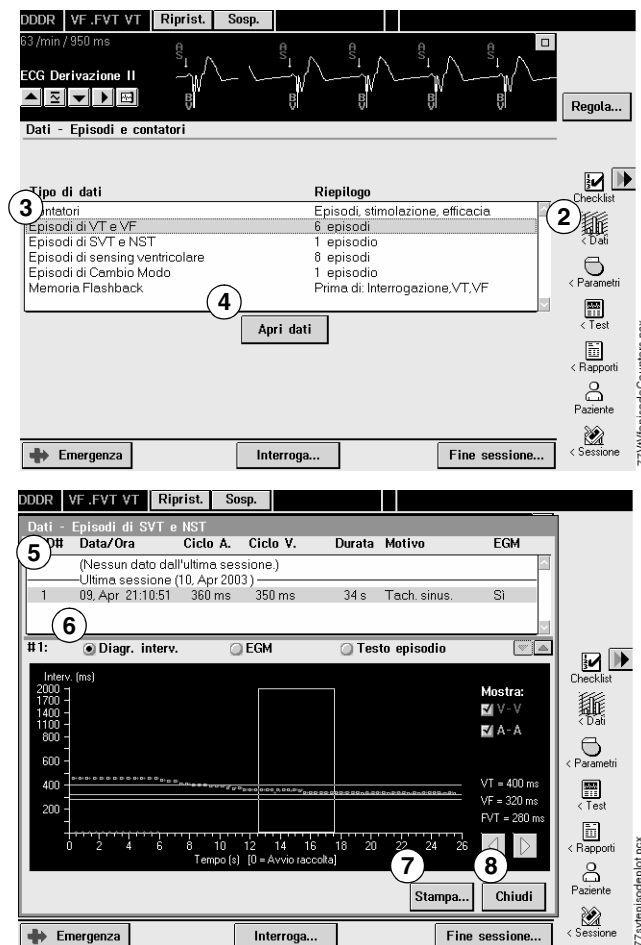 DDDR VF .FVT VT Riprist. Sosp.
63 /min / 950 ms
ECG Derivazione II
A S A S A S A S A S
B V B V B V B V B V
Regola...
Dati - Episodi e contatori
Tipo di dati Riepilogo
Episodi, stimolazione, efficacia
Episodi di VT e VF 6 episodi
Episodi di SVT e NST 1 episodio
Episodi di sensing ventricolare 8 episodi
Episodi di Cambio Modo 1 episodio
Memoria Flashback Prima di: Interrogazione,VT,VF
3
2
4
Apri dati
Checklist
< Dati
< Parametri
< Test
< Rapporti
Paziente
< Sessione
Emergenza Interroga... Fine sessione...
DDDR VF .FVT VT Riprist. Sosp.
Dati - Episodi di SVT e NST
5
Data/Ora Ciclo A. Ciclo V. Durata Motivo EGM
(Nessun dato dall'ultima sessione.)
Ultima sessione (10, Apr 2003)
1 09, Apr 21:10:51 360 ms 350 ms 34 s Tach. sinus. Sì
6
#1: Diagr. interv. EGM Testo episodio
Interv. (ms)
2000
1700
1400
1100
800
600
400
200
0 2 4 6 8 10 12 14 16 18 20 22 24 26
Tempo (s) [0 = Avvio raccolta]
Mostra:
V-V
A-A
VT = 400 ms
VF = 320 ms
FVT = 280 ms
7
8
Stampa... Chiudi
Checklist
< Dati
< Parametri
< Test
< Rapporti
Paziente
< Sessione
Emergenza Interroga... Fine sessione...